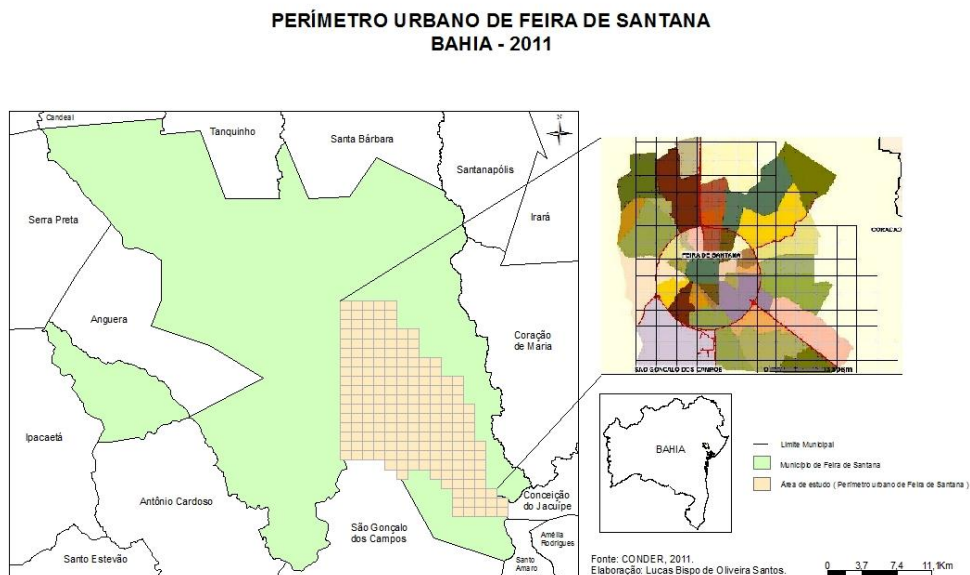 PERÍMETRO URBANO DE FEIRA DE SANTANA
BAHIA - 2011
Candeal
Tanquinho
Santa Bárbara
Santanapólis
Serra Preta
Irará
Anguera
Coração
de Maria
Ipacaetá
Antônio Cardoso
São Gonçalo
dos Campos
Conceição
do Jacuípe
Amélia
Rodrigues
Santo
Amaro
Santo Estevão
N
CORACAO
FEIRA DE SANTANA
SAO GONCALO DOS CAMPOS
BAHIA
Limite Municipal
Município de Feira de Santana
Área de estudo ( Perímetro urbano de Feira de Santana )
Fonte: CONDER, 2011.
Elaboração: Lucas Bispo de Oliveira Santos.
0 3,7 7,4 11,1Km